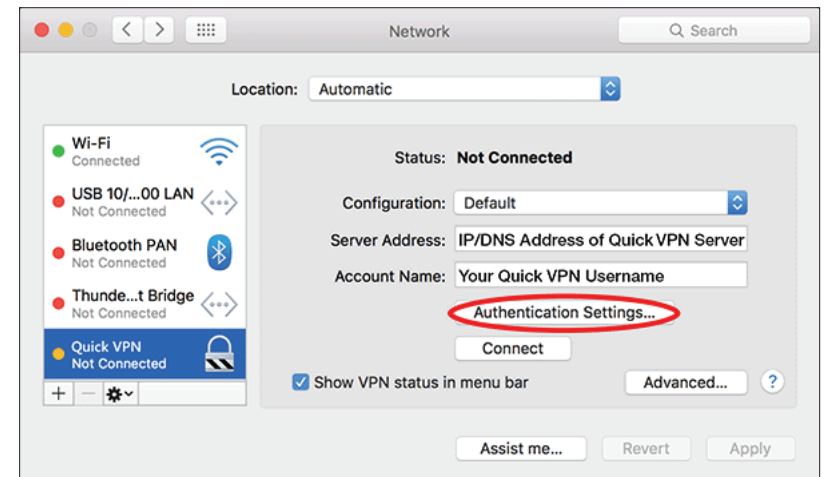 Network
Search
Location: Automatic
Wi-Fi
Connected
USB 10/...00 LAN
Not Connected
Bluetooth PAN
Not Connected
Thunde...t Bridge
Not Connected
Quick VPN
Not Connected
Status: Not Connected
Configuration: Default
Server Address: IP/DNS Address of Quick VPN Server
Account Name: Your Quick VPN Username
Authentication Settings...
Connect
Show VPN status in menu bar
Advanced... ?
Assist me... Revert Apply